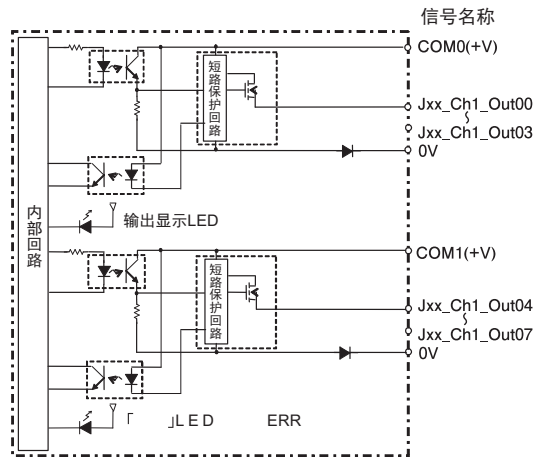 信号名称
COM0(+V)
短路保护回路
Jxx_Ch1_Out00
~
Jxx_Ch1_Out03
0V
内部回路
输出显示LED
COM1(+V)
短路保护回路
Jxx_Ch1_Out04
~
Jxx_Ch1_Out07
0V
「 」LED ERR